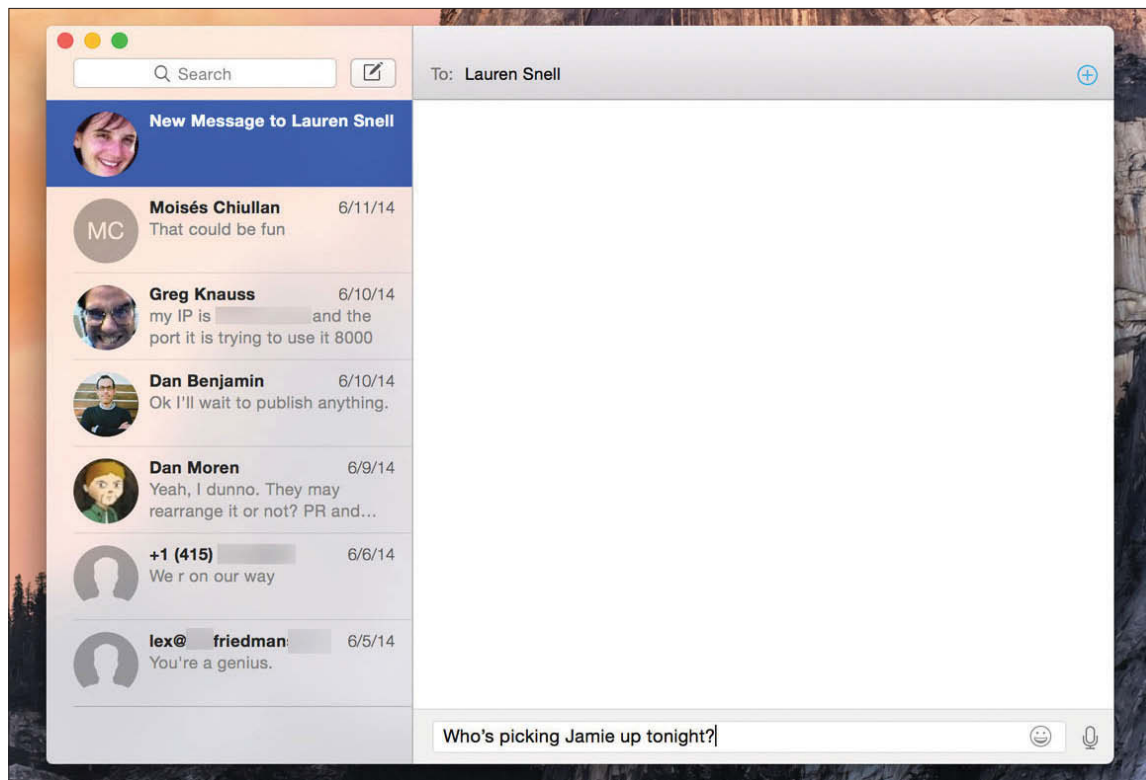 Search
To: Lauren Snell
New Message to Lauren Snell
Moisés Chiullan 6/11/14
MC
That could be fun
Greg Knauss 6/10/14
my IP is and the
port it is trying to use it 8000
Dan Benjamin 6/10/14
Ok I'll wait to publish anything.
Dan Moren 6/9/14
Yeah, I dunno. They may
rearrange it or not? PR and...
+1 (415) 6/6/14
We r on our way
lex@ friedman 6/5/14
You're a genius.
Who's picking Jamie up tonight?